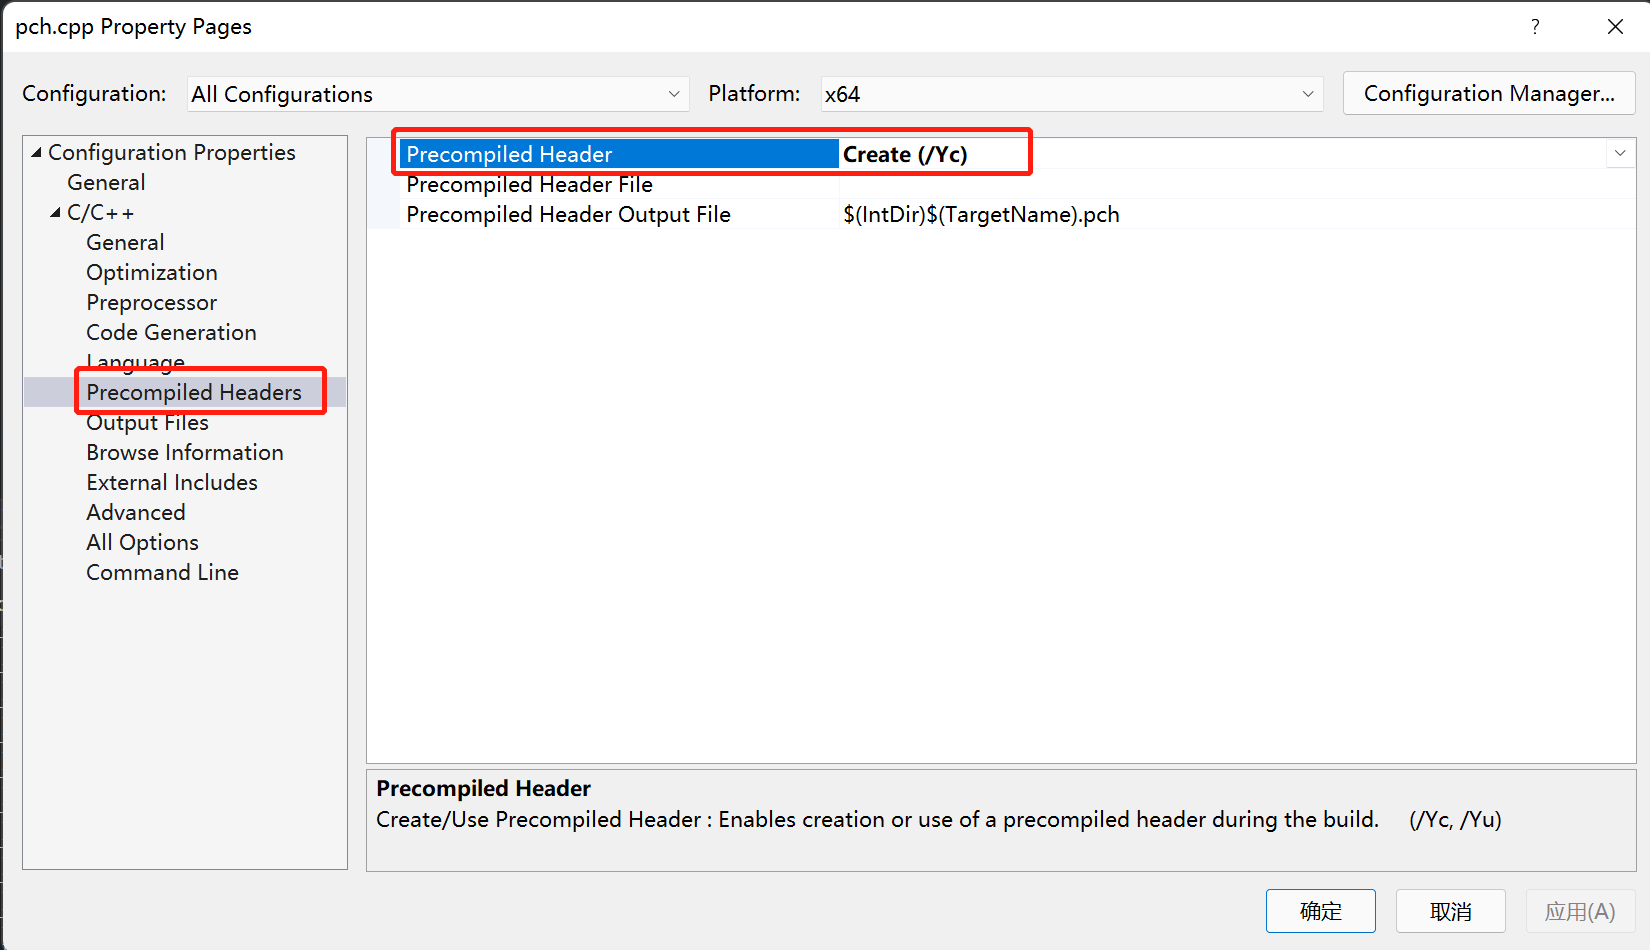 pch.cpp Property Pages
?
Configuration: All Configurations Platform: x64 Configuration Manager...
Configuration Properties
General
C/C++
General
Optimization
Preprocessor
Code Generation
Language
Precompiled Headers
Output Files
Browse Information
External Includes
Advanced
All Options
Command Line
Precompiled Header Create (/Yc)
Precompiled Header File
Precompiled Header Output File $(IntDir)$(TargetName).pch
Precompiled Header
Create/Use Precompiled Header : Enables creation or use of a precompiled header during the build. (/Yc, /Yu)
确定 取消 应用(A)